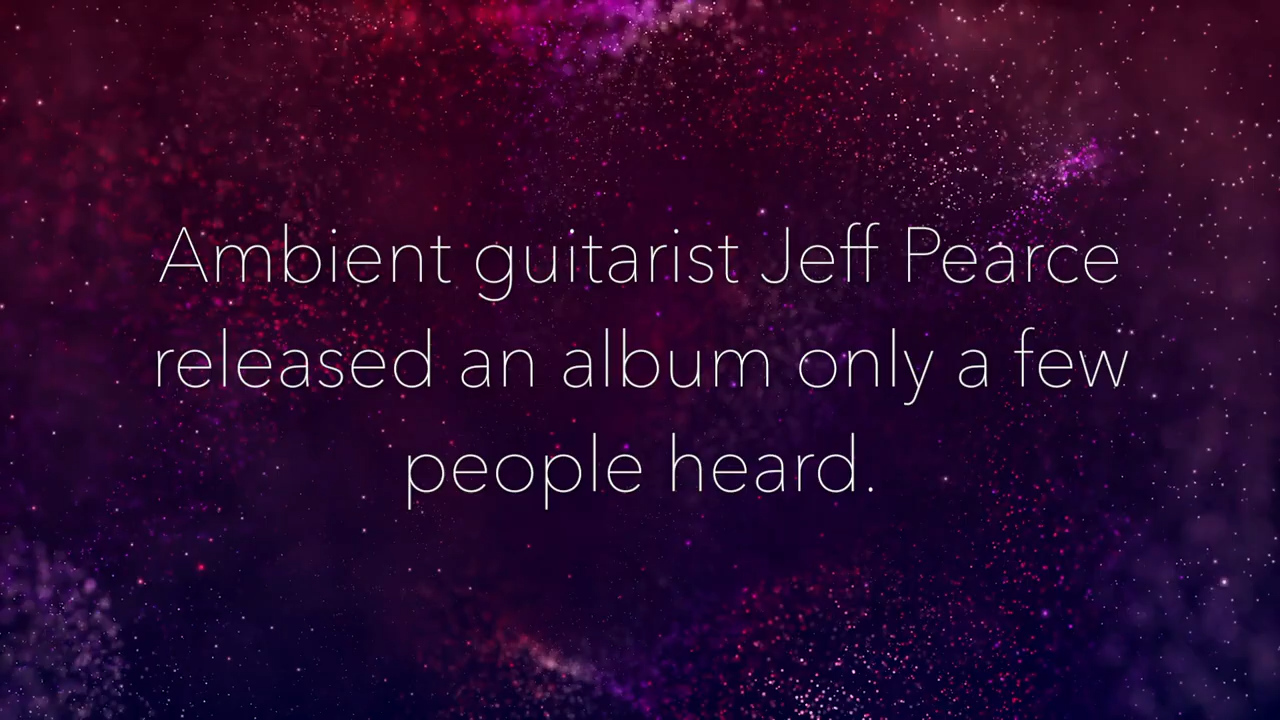 Ambient guitarist Jeff Pearce
released an album only a few
people heard.